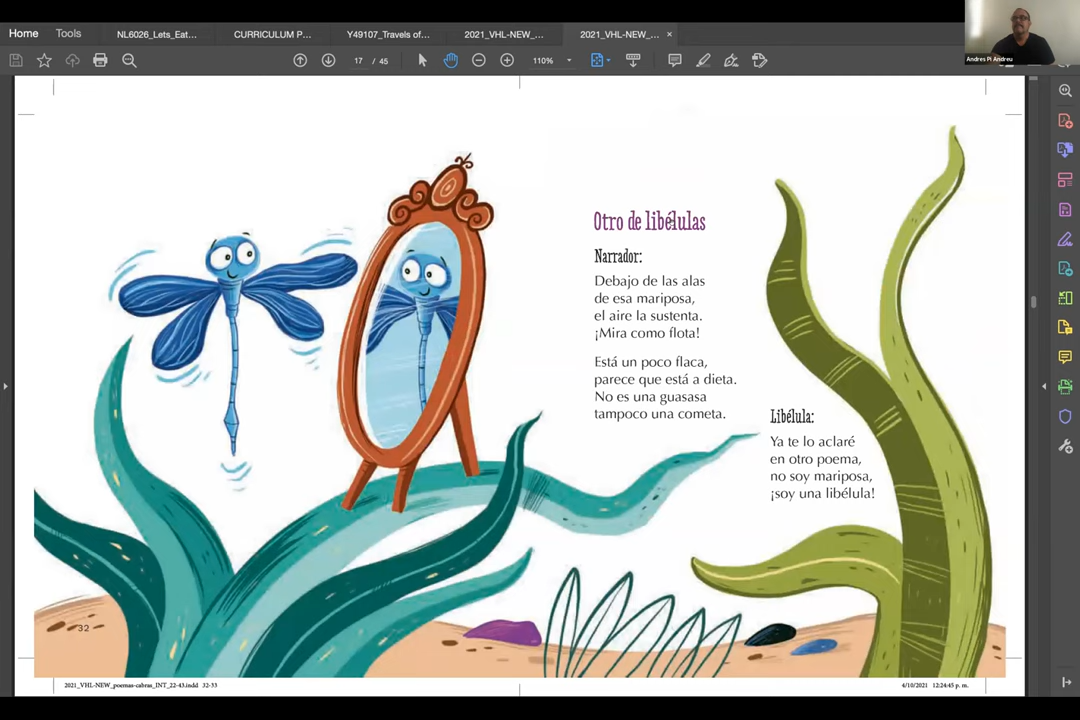 Home Tools NL6026_Lets_Eat... CURRICULUM P... Y49107_Travels of... 2021_VHL-NEW_... 2021_VHL-NEW_... ×
17 / 45 110%
Andres Pi Andreu
Otro de libélulas
Narrador:
Debajo de las alas
de esa mariposa,
el aire la sustenta.
¡Mira como flota!
Está un poco flaca,
parece que está a dieta.
No es una guasasa
tampoco una cometa.
Libélula:
Ya te lo aclaré
en otro poema,
no soy mariposa,
¡soy una libélula!
32
2021_VHL-NEW_poemas-cabras_INT_22-43.indd 32-33 4/10/2021 12:24:45 p. m.